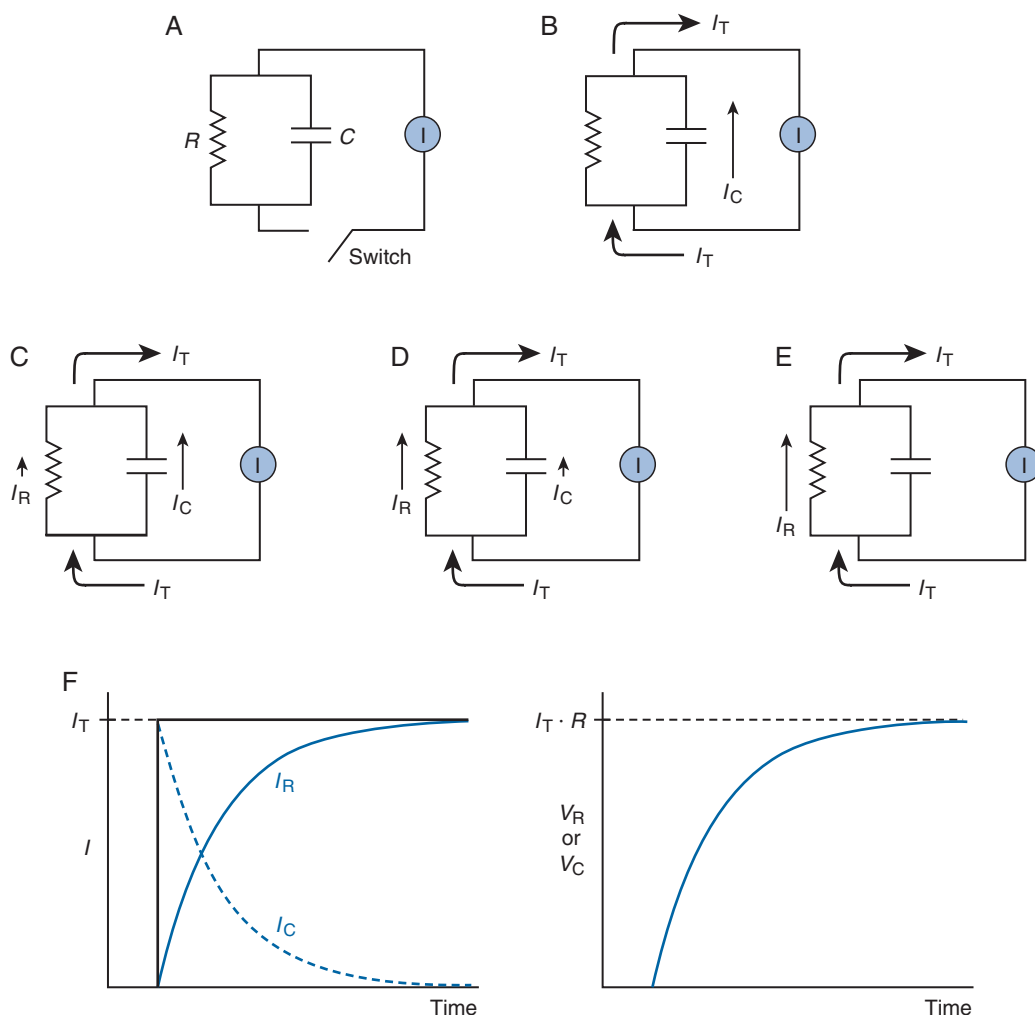 A
R
C
I
Switch
B
I_T
I_C
I
I_T
C
I_T
I_R
I_C
I
I_T
D
I_T
I_R
I_C
I
I_T
E
I_T
I_R
I
I_T
F
I_T
I
I_R
I_C
Time
I_T · R
V_R
or
V_C
Time